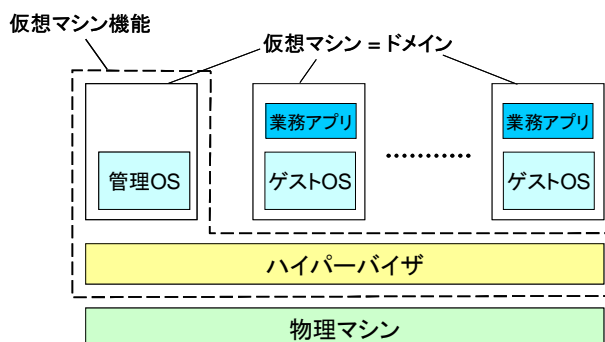 仮想マシン機能
仮想マシン＝ドメイン
業務アプリ
業務アプリ
管理OS
ゲストOS
ゲストOS
ハイパーバイザ
物理マシン